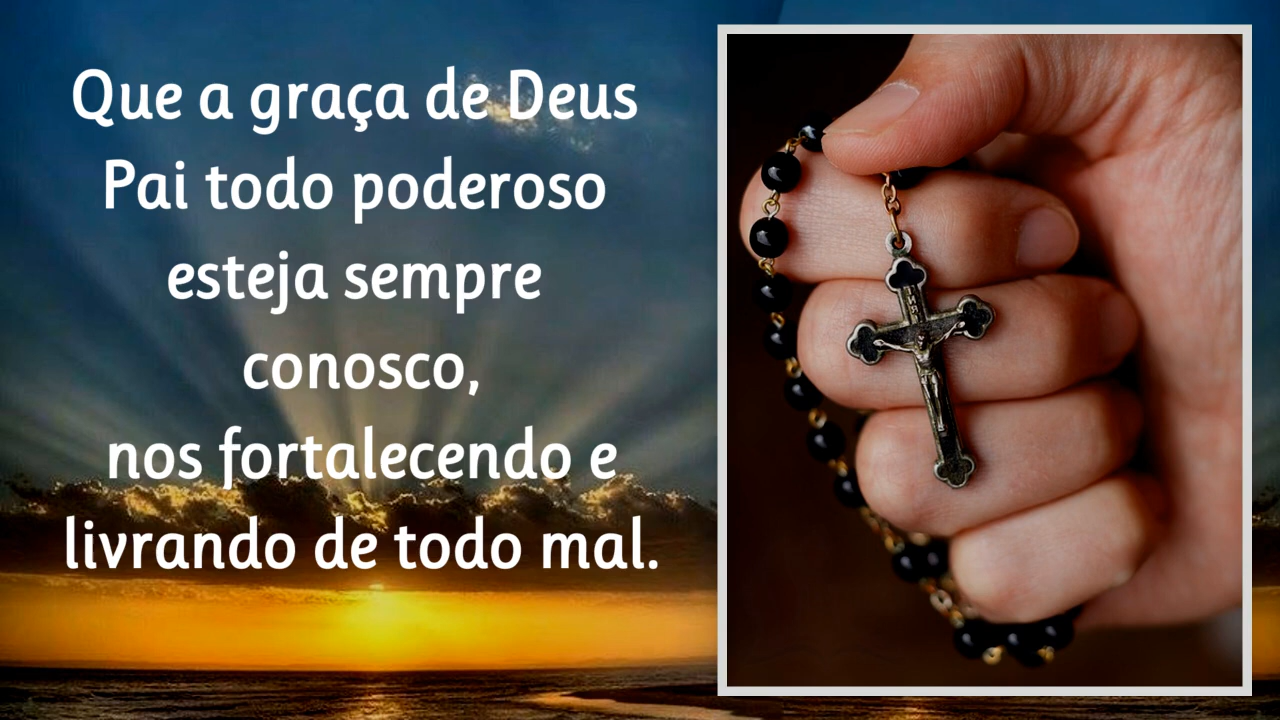 Que a graça de Deus
Pai todo poderoso
esteja sempre
conosco,
nos fortalecendo e
livrando de todo mal.